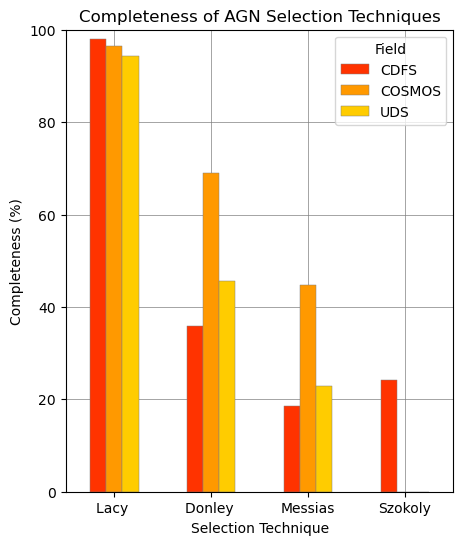 Completeness of AGN Selection Techniques
Field
CDFS
COSMOS
UDS
Completeness (%)
100
80
60
40
20
0
Lacy
Donley
Messias
Szokoly
Selection Technique